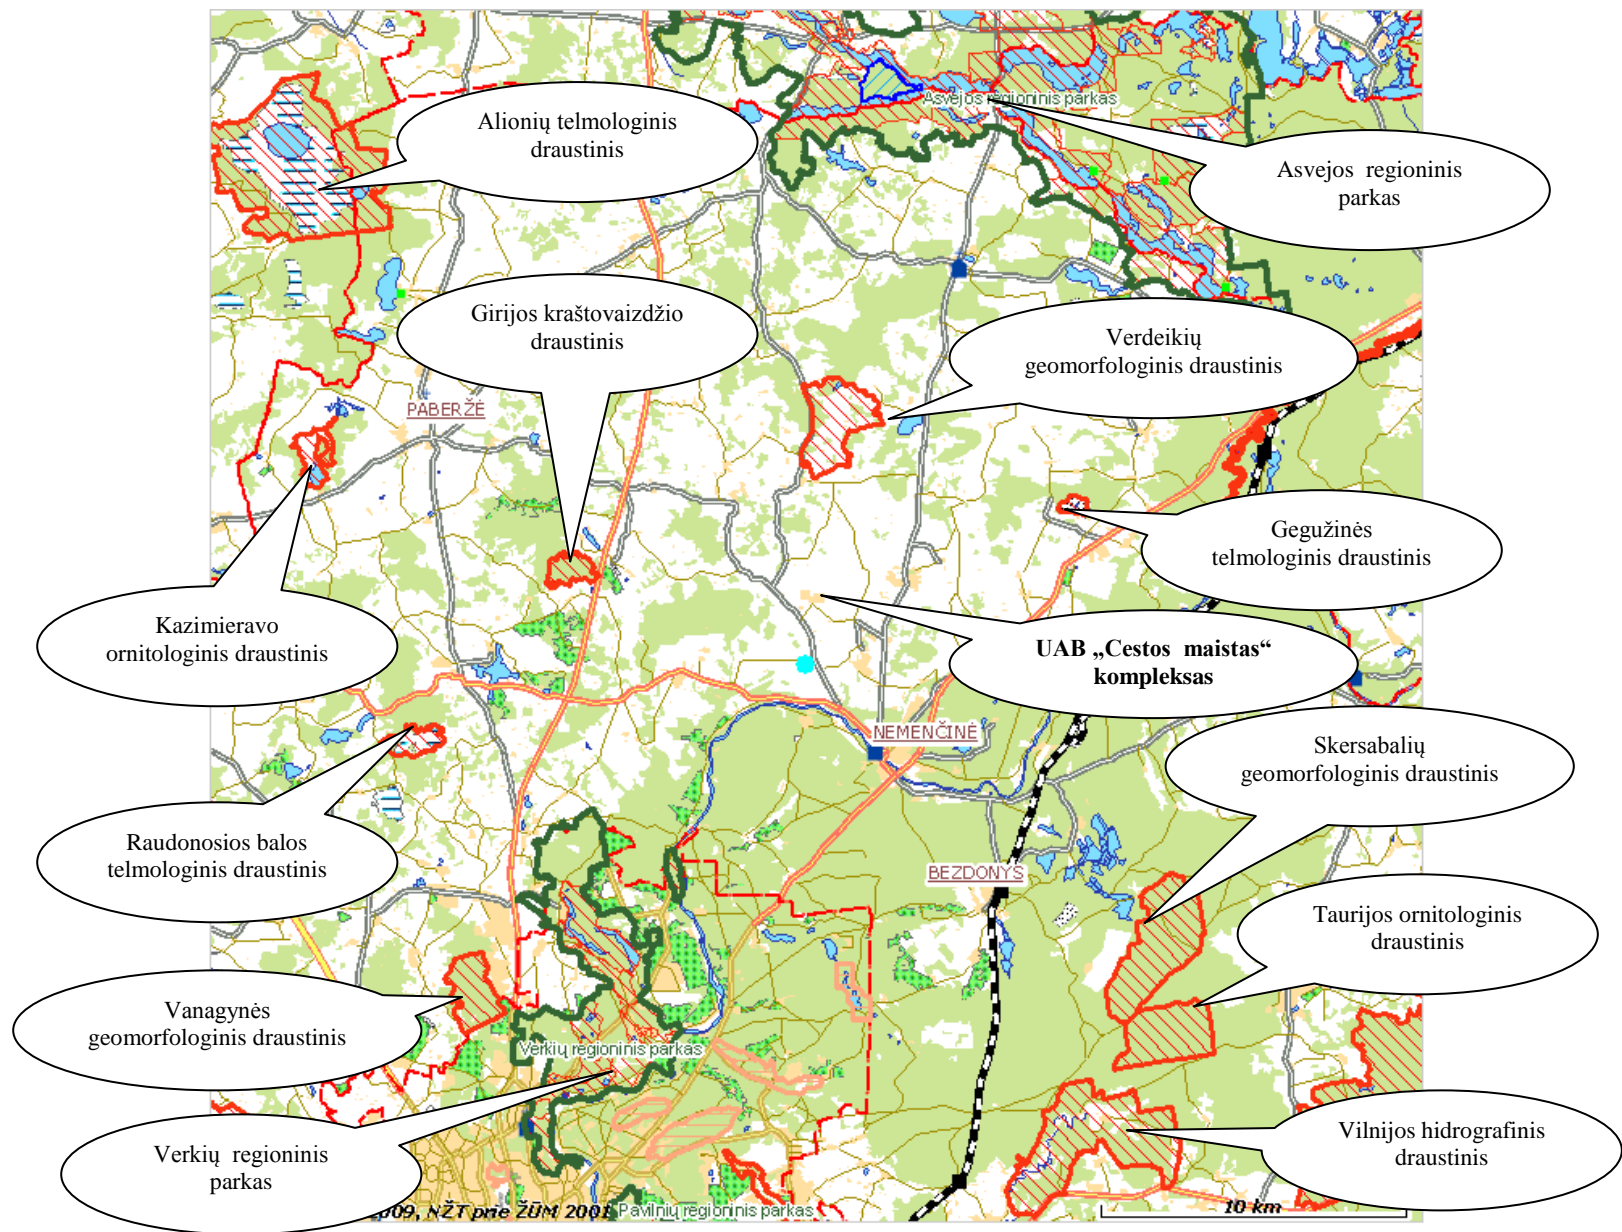 Asvejos regioninis parkas
Alionių telmologinis
draustinis
Asvejos regioninis
parkas
Girijos kraštovaizdžio
draustinis
Verdeikių
geomorfologinis draustinis
PABERŽĖ
Gegužinės
telmologinis draustinis
Kazimieravo
ornitologinis draustinis
UAB „Cestos maistas“
kompleksas
NEMENČINĖ
Skersabalių
geomorfologinis draustinis
Raudonosios balos
telmologinis draustinis
BEZDONYS
Taurijos ornitologinis
draustinis
Vanagynės
geomorfologinis draustinis
Verkių regioninis parkas
Verkių regioninis
parkas
Vilnijos hidrografinis
draustinis
009, NŽT prie ŽŪM 2001
Pavilnių regioninis parkas
10 km